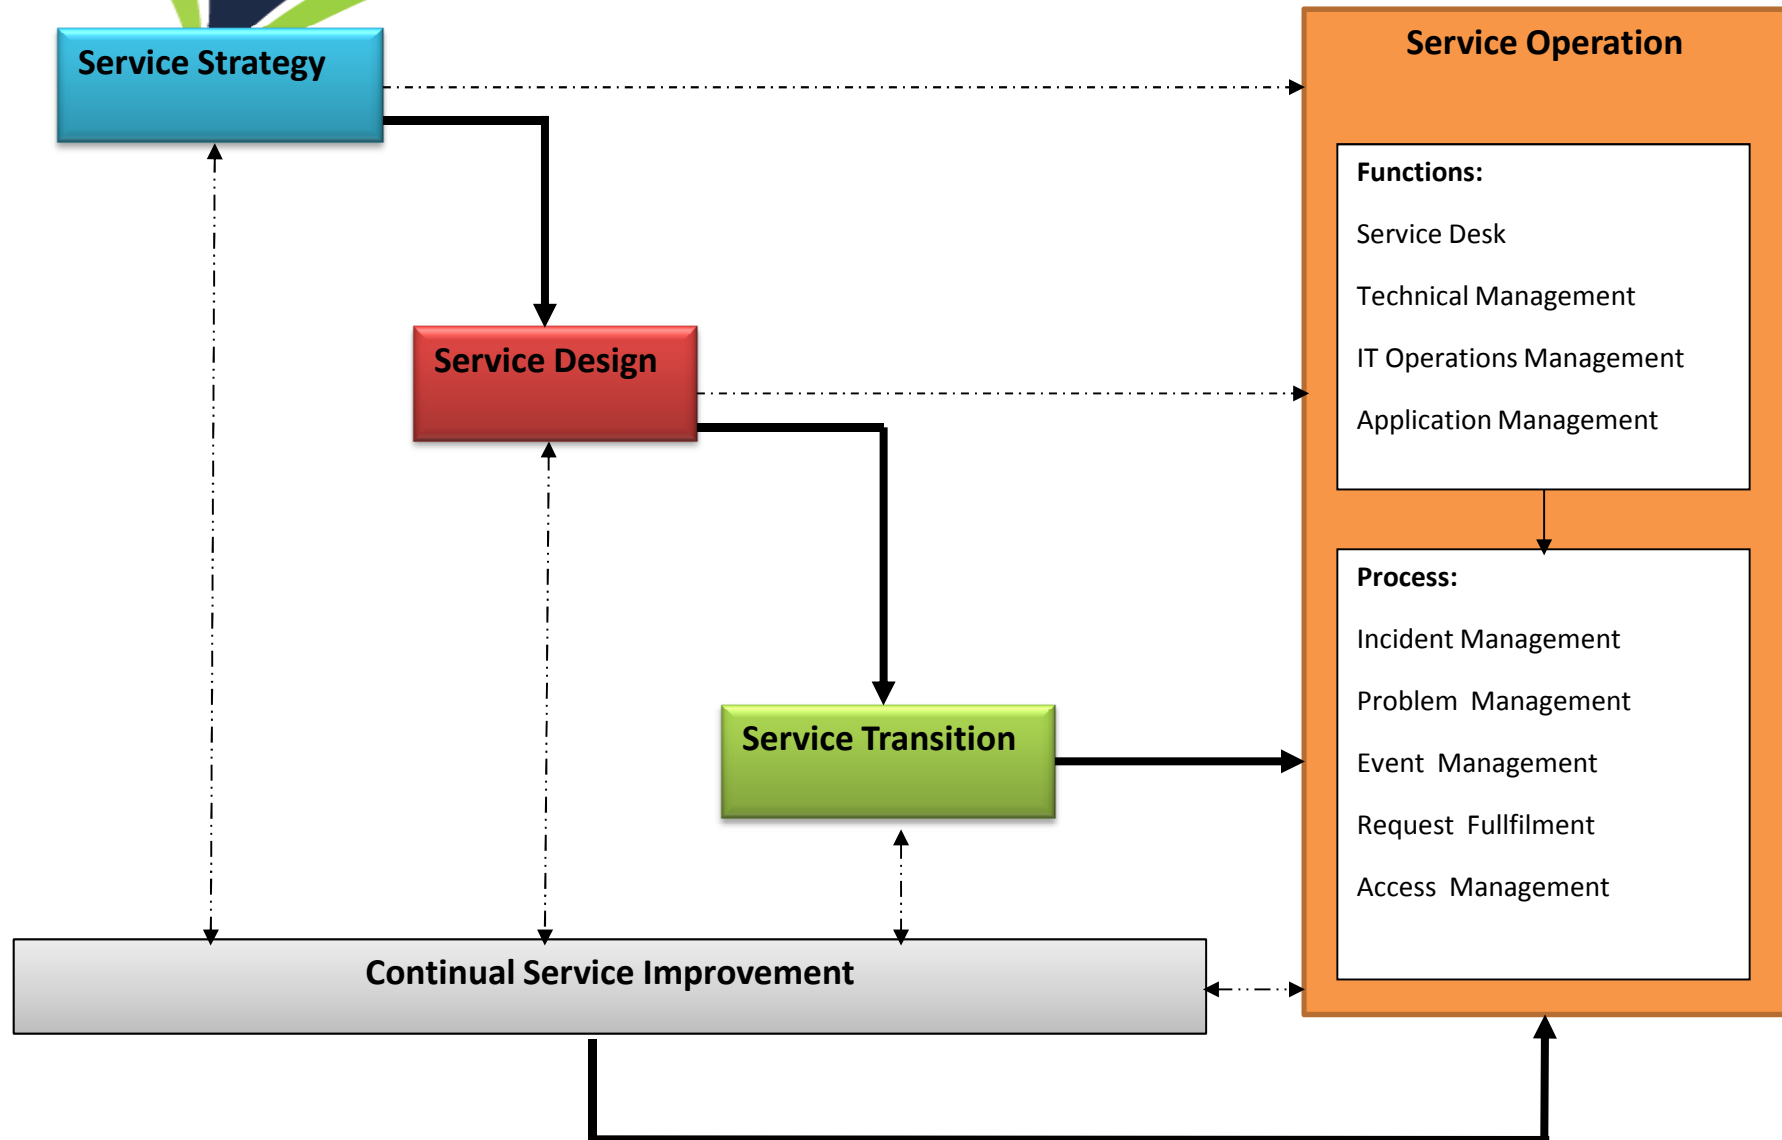 Service Strategy
Service Operation
Functions:
Service Desk
Technical Management
IT Operations Management
Application Management
Service Design
Process:
Incident Management
Problem  Management
Event  Management
Request  Fullfilment
Access  Management
Service Transition
Continual Service Improvement